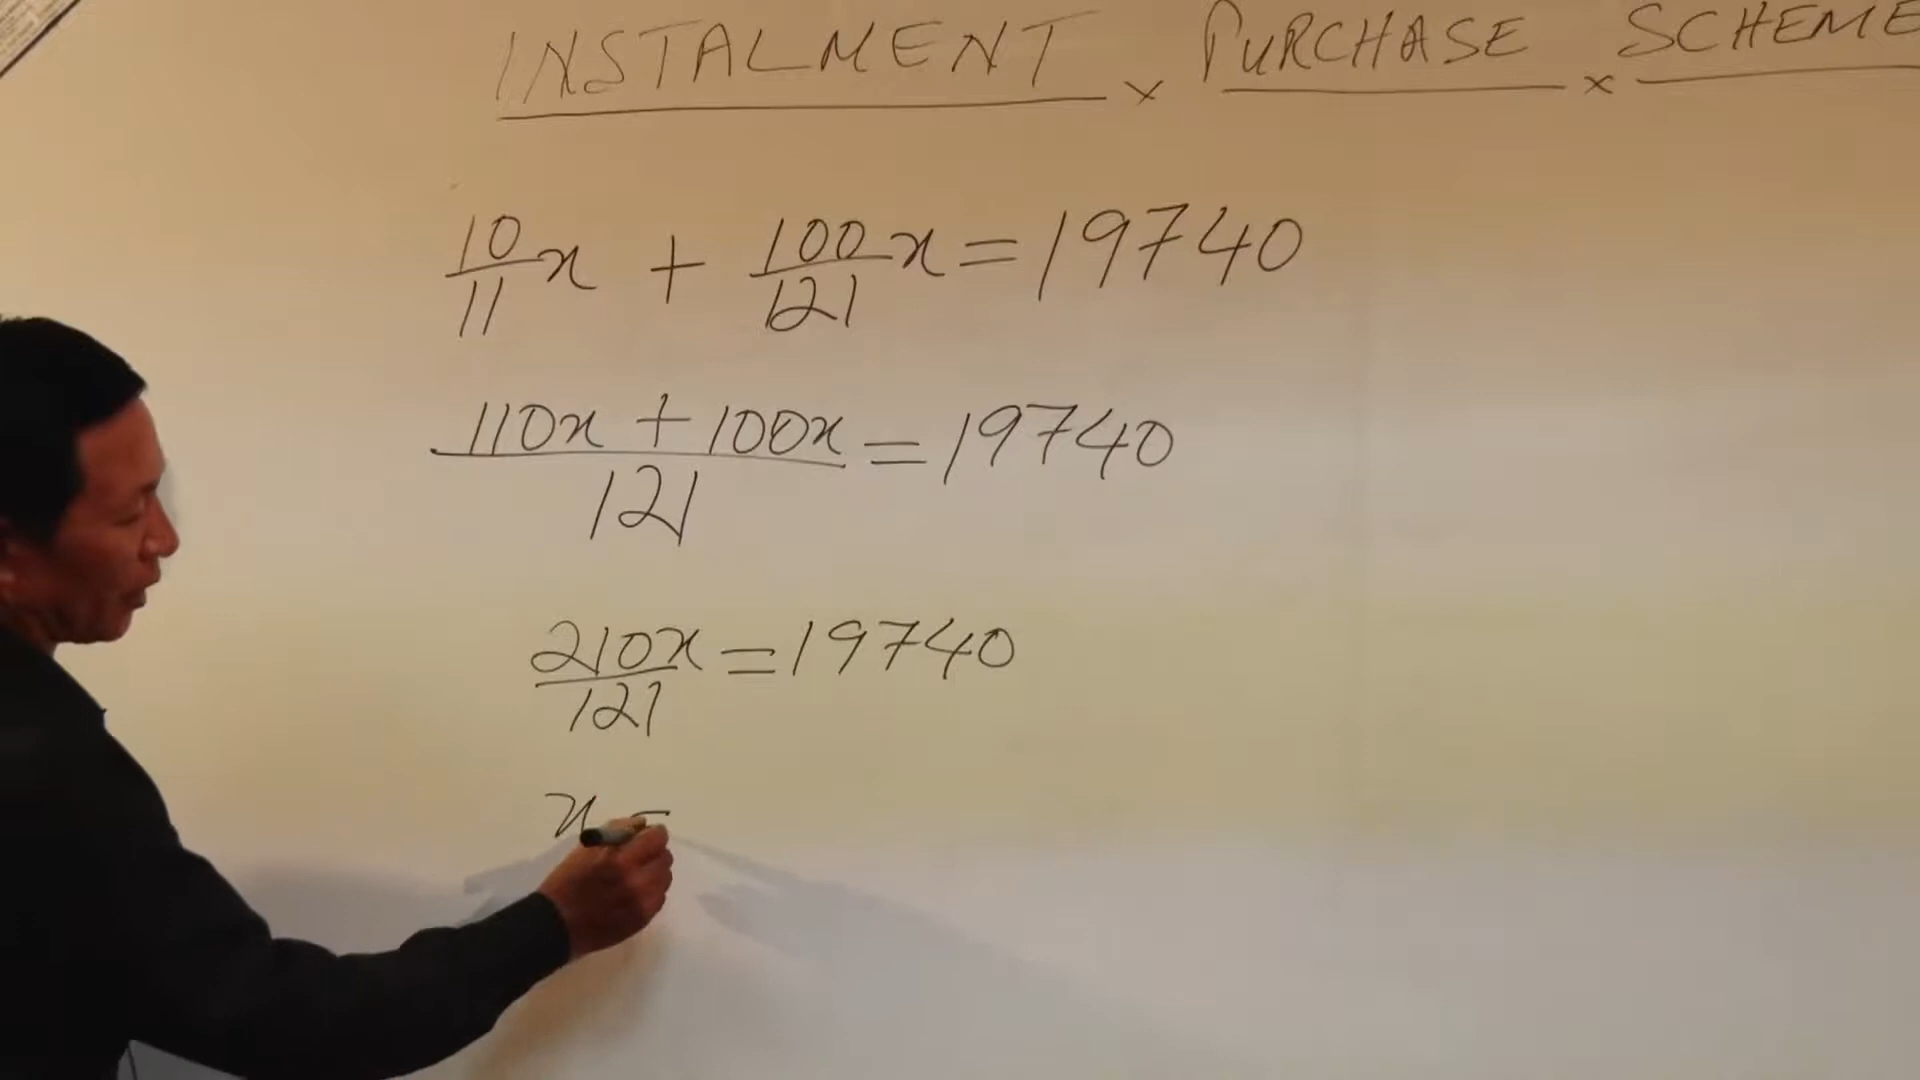 INSTALMENT × PURCHASE × SCHEME
10/11 x + 100/121 x = 19740
110x + 100x / 121 = 19740
210x / 121 = 19740
x =